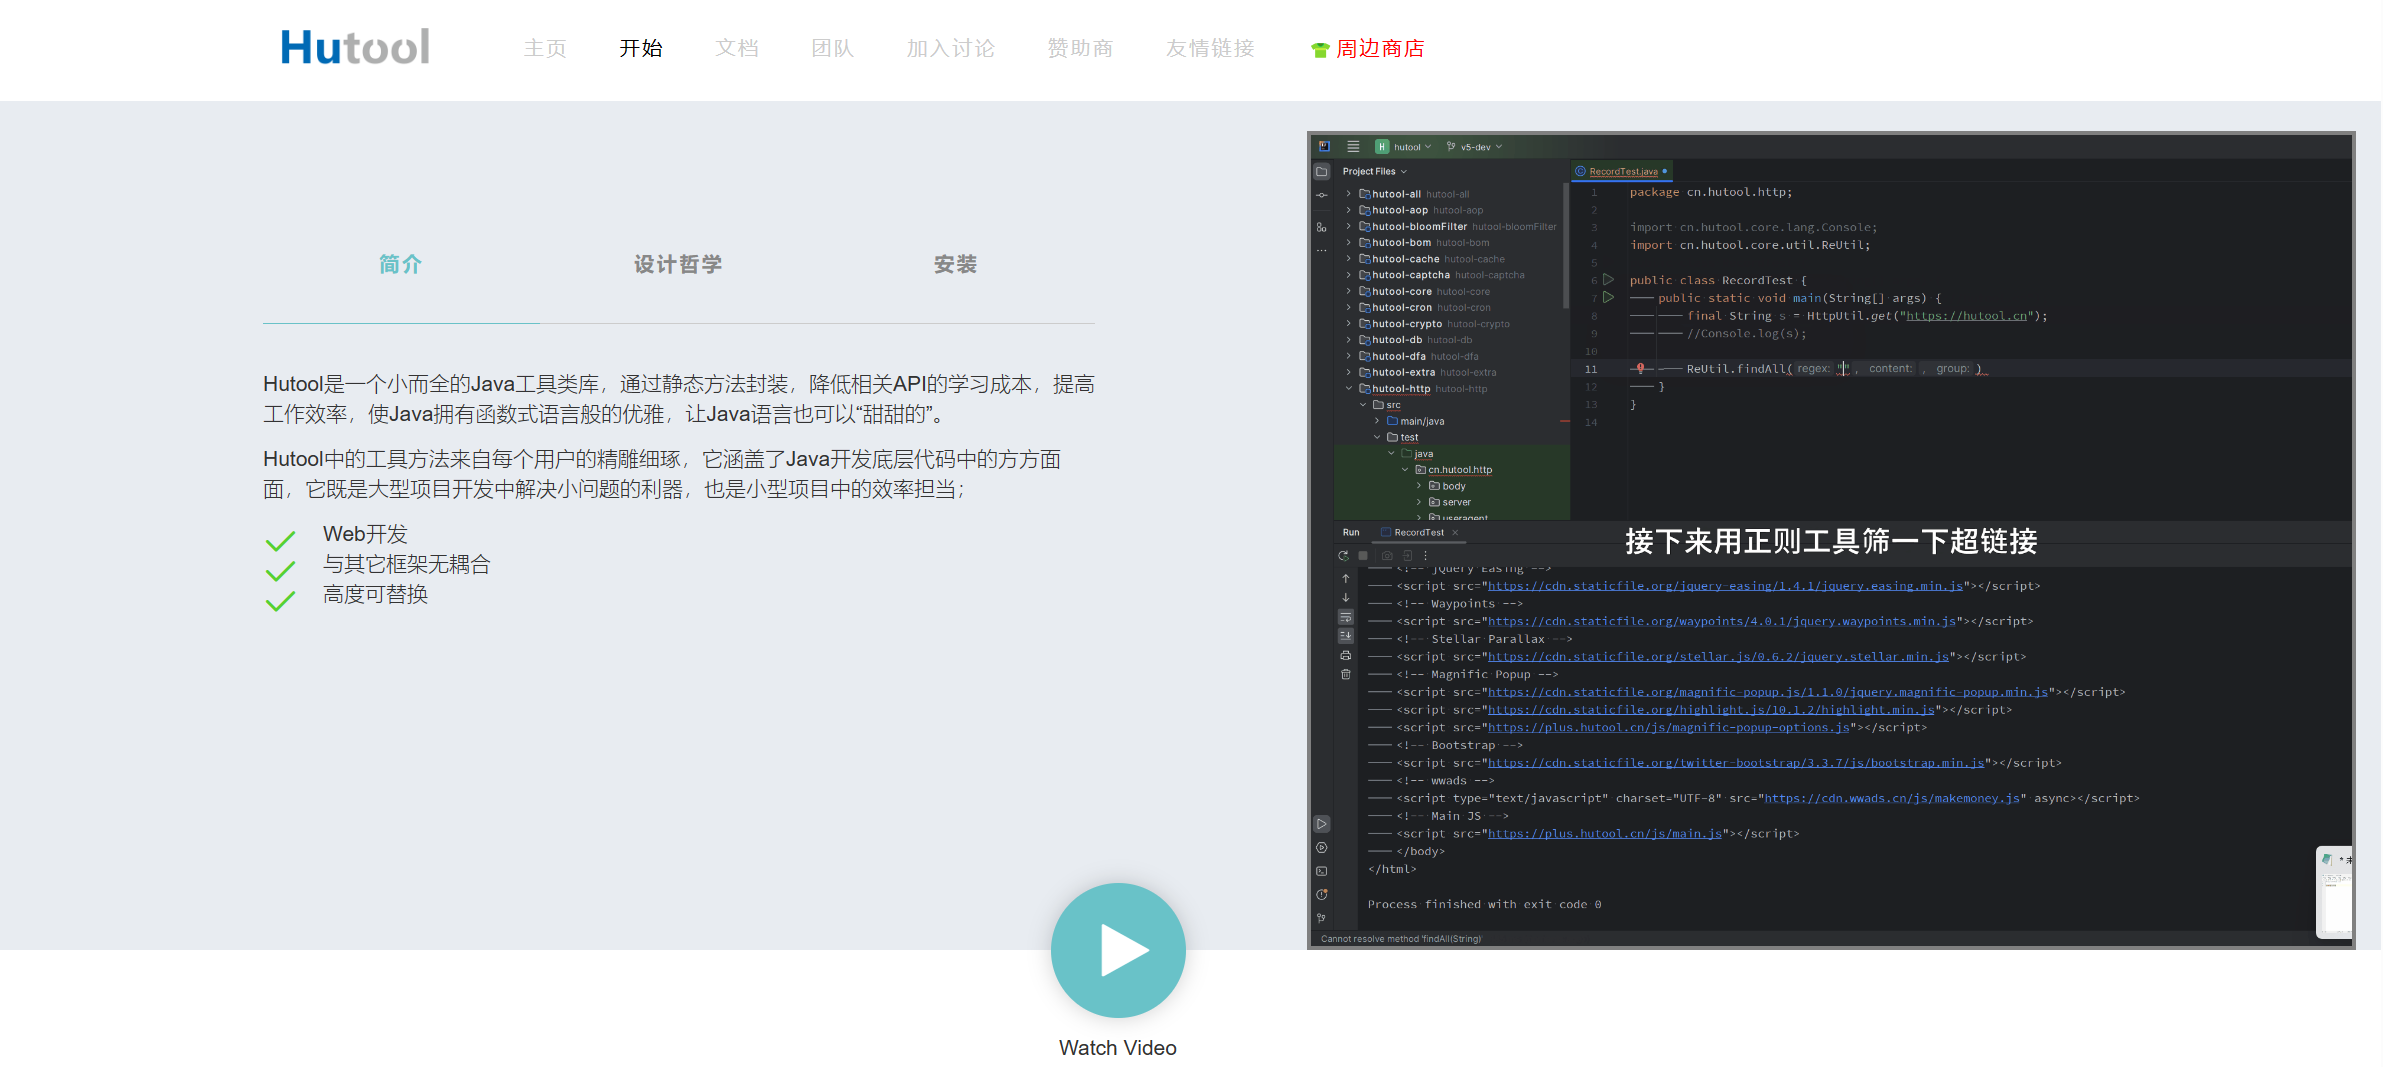 Hutool
主页 开始 文档 团队 加入讨论 赞助商 友情链接 周边商店
简介 设计哲学 安装
Hutool是一个小而全的Java工具类库，通过静态方法封装，降低相关API的学习成本，提高
工作效率，使Java拥有函数式语言般的优雅，让Java语言也可以“甜甜的”。
Hutool中的工具方法来自每个用户的精雕细琢，它涵盖了Java开发底层代码中的方方面
面，它既是大型项目开发中解决小问题的利器，也是小型项目中的效率担当；
Web开发
与其它框架无耦合
高度可替换
Watch Video
H hutool v5-dev
Project Files
hutool-all hutool-all
hutool-aop hutool-aop
hutool-bloomFilter hutool-bloomFilter
hutool-bom hutool-bom
hutool-cache hutool-cache
hutool-captcha hutool-captcha
hutool-core hutool-core
hutool-cron hutool-cron
hutool-crypto hutool-crypto
hutool-db hutool-db
hutool-dfa hutool-dfa
hutool-extra hutool-extra
hutool-http hutool-http
src
main/java
test
java
cn.hutool.http
body
server
useragent
RecordTest.java
1 package cn.hutool.http;
2
3 import cn.hutool.core.lang.Console;
4 import cn.hutool.core.util.ReUtil;
5
6 public class RecordTest {
7 public static void main(String[] args) {
8 final String s = HttpUtil.get("https://hutool.cn");
9 //Console.log(s);
10
11 ReUtil.findAll( regex: "" , content: , group: )
12 }
13 }
14
Run RecordTest
接下来用正则工具筛一下超链接
<!-- jQuery Easing -->
<script src="https://cdn.staticfile.org/jquery-easing/1.4.1/jquery.easing.min.js"></script>
<!-- Waypoints -->
<script src="https://cdn.staticfile.org/waypoints/4.0.1/jquery.waypoints.min.js"></script>
<!-- Stellar Parallax -->
<script src="https://cdn.staticfile.org/stellar.js/0.6.2/jquery.stellar.min.js"></script>
<!-- Magnific Popup -->
<script src="https://cdn.staticfile.org/magnific-popup.js/1.1.0/jquery.magnific-popup.min.js"></script>
<script src="https://cdn.staticfile.org/highlight.js/10.1.2/highlight.min.js"></script>
<script src="https://plus.hutool.cn/js/magnific-popup-options.js"></script>
<!-- Bootstrap -->
<script src="https://cdn.staticfile.org/twitter-bootstrap/3.3.7/js/bootstrap.min.js"></script>
<!-- wwads -->
<script type="text/javascript" charset="UTF-8" src="https://cdn.wwads.cn/js/makemoney.js" async></script>
<!-- Main JS -->
<script src="https://plus.hutool.cn/js/main.js"></script>
</body>
</html>
Process finished with exit code 0
Cannot resolve method 'findAll(String)'